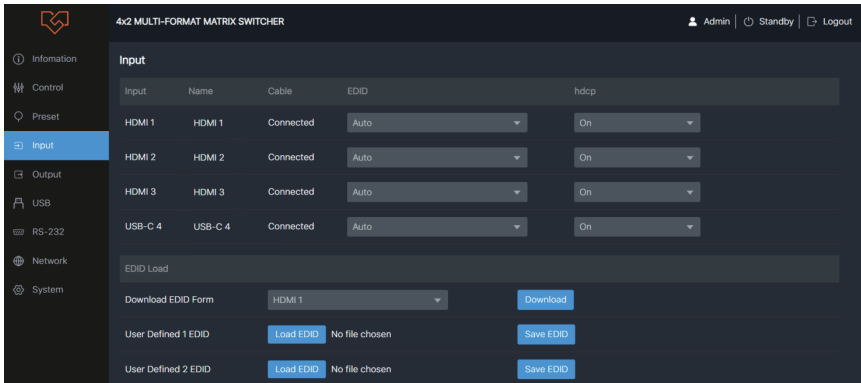 4x2 MULTI-FORMAT MATRIX SWITCHER Admin Standby Logout
Infomation
Control
Preset
Input
Output
USB
RS-232
Network
System
Input
Input Name Cable EDID hdcp
HDMI 1 HDMI 1 Connected Auto On
HDMI 2 HDMI 2 Connected Auto On
HDMI 3 HDMI 3 Connected Auto On
USB-C 4 USB-C 4 Connected Auto On
EDID Load
Download EDID Form HDMI 1 Download
User Defined 1 EDID Load EDID No file chosen Save EDID
User Defined 2 EDID Load EDID No file chosen Save EDID